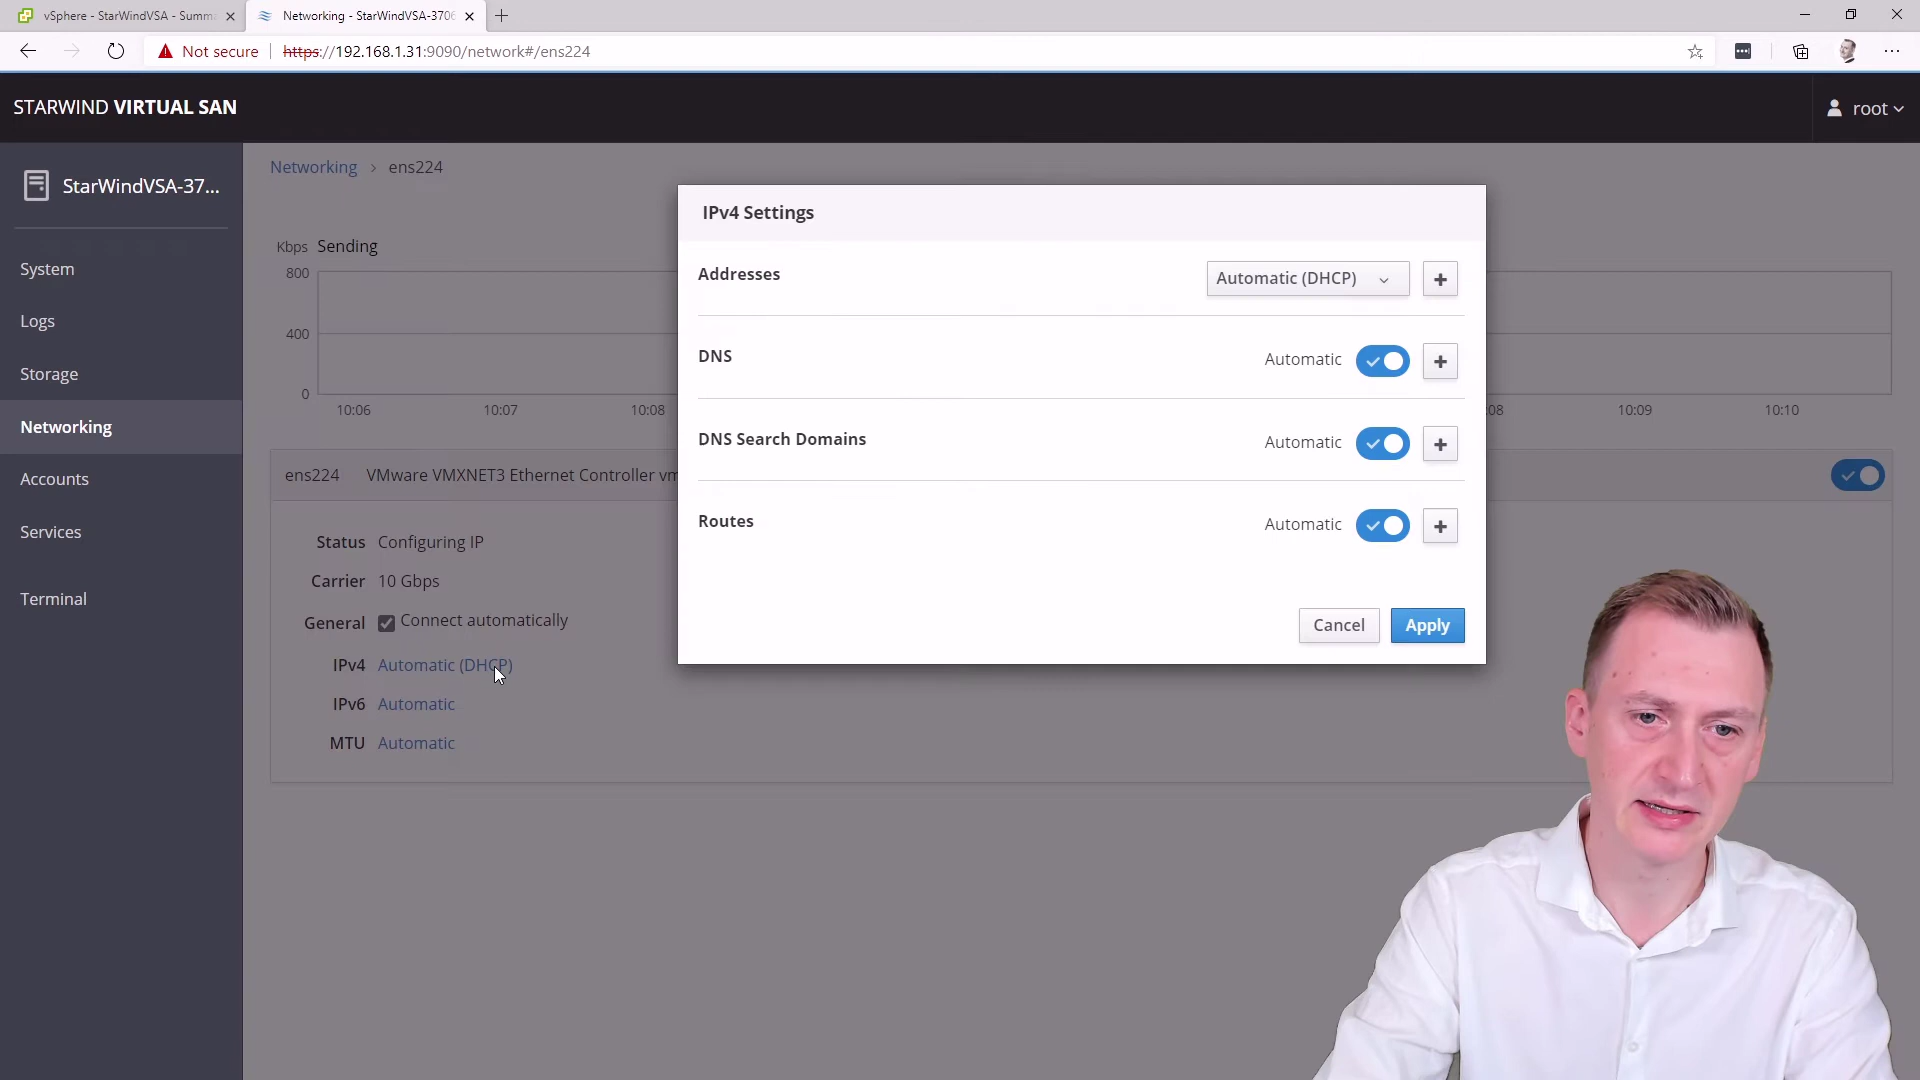 vSphere - StarWindVSA - Summa
Networking - StarWindVSA-3706
Not secure
https://192.168.1.31:9090/network#/ens224
STARWIND VIRTUAL SAN
root
StarWindVSA-37...
System
Logs
Storage
Networking
Accounts
Services
Terminal
Networking > ens224
Kbps Sending
800
400
0
10:06
10:07
10:08
:08
10:09
10:10
ens224 VMware VMXNET3 Ethernet Controller vm
Status Configuring IP
Carrier 10 Gbps
General Connect automatically
IPv4 Automatic (DHCP)
IPv6 Automatic
MTU Automatic
IPv4 Settings
Addresses Automatic (DHCP) +
DNS Automatic +
DNS Search Domains Automatic +
Routes Automatic +
Cancel Apply